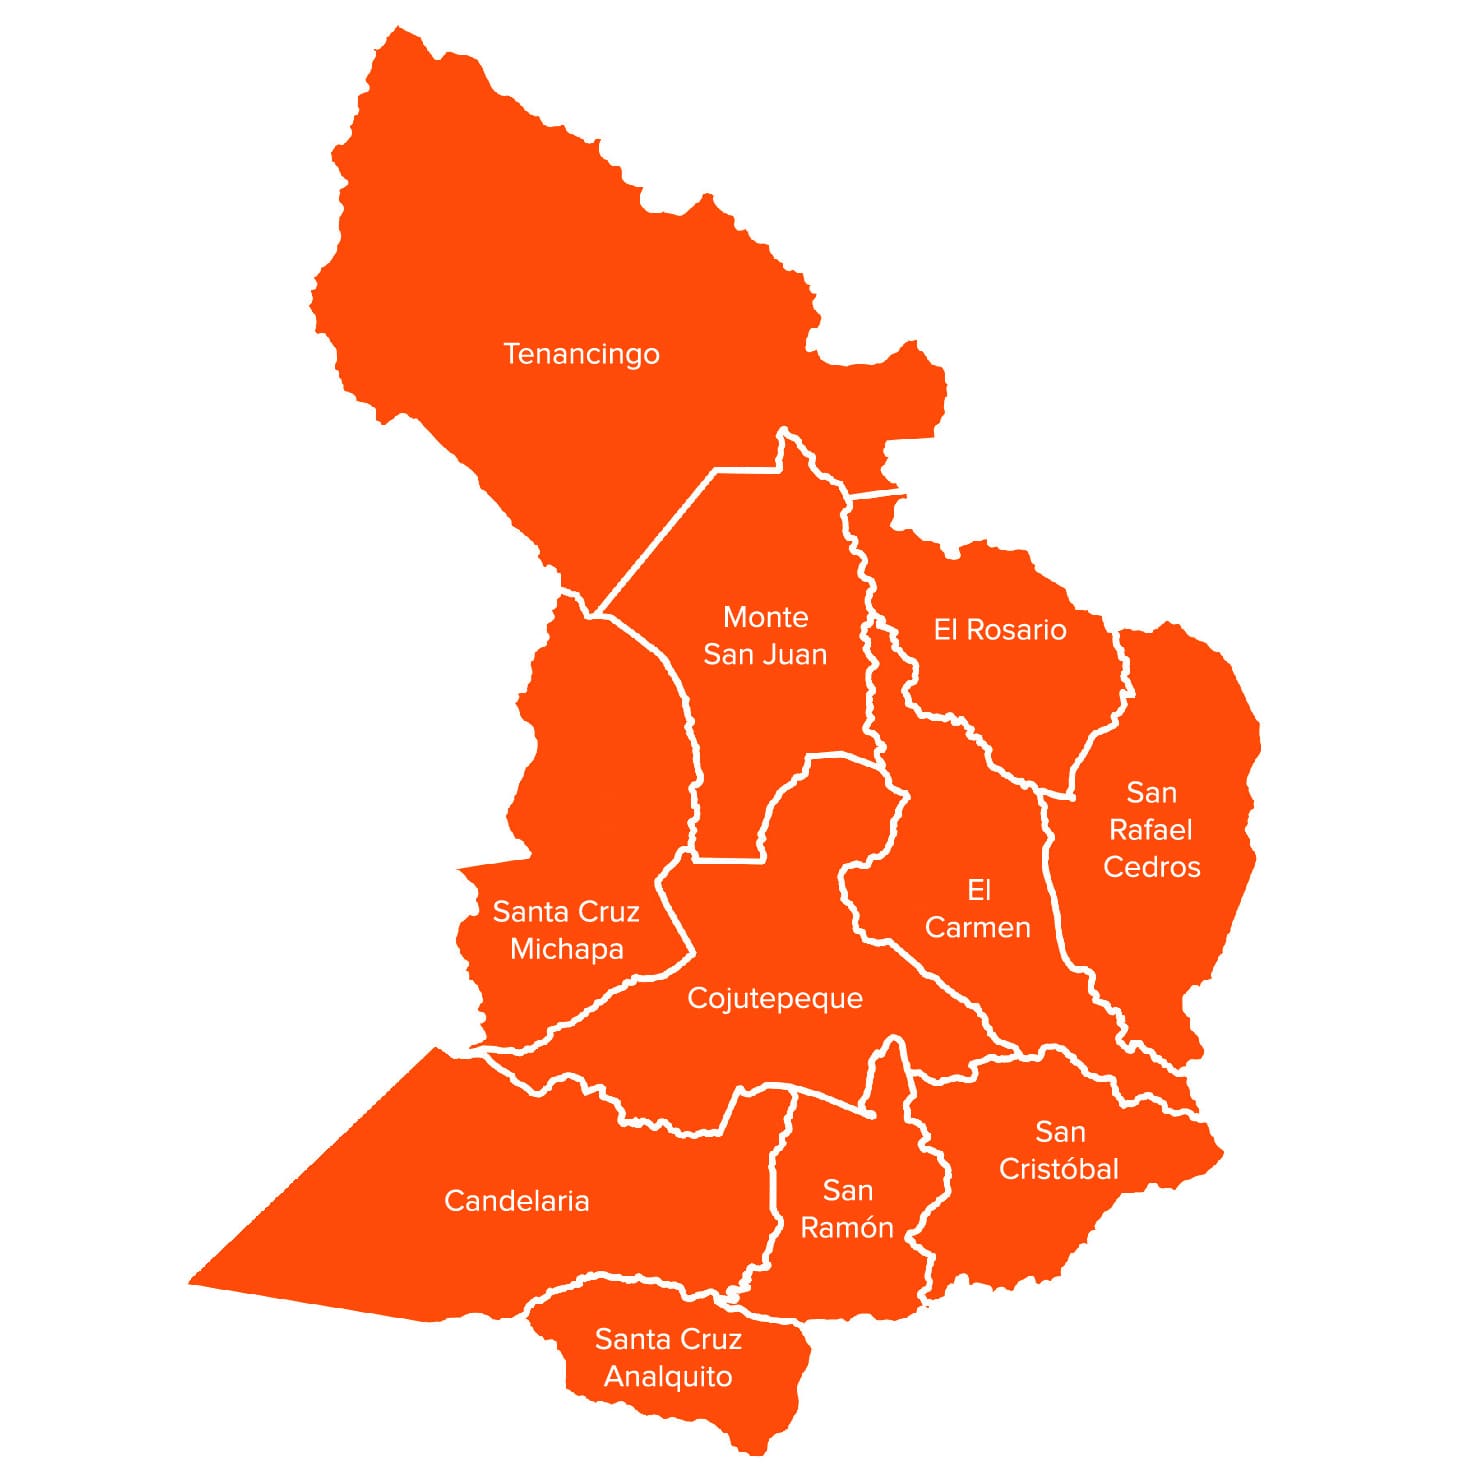 Tenancingo
Monte
San Juan
El Rosario
San
Rafael
Cedros
El
Carmen
Santa Cruz
Michapa
Cojutepeque
San
Cristóbal
Candelaria
San
Ramón
Santa Cruz
Analquito